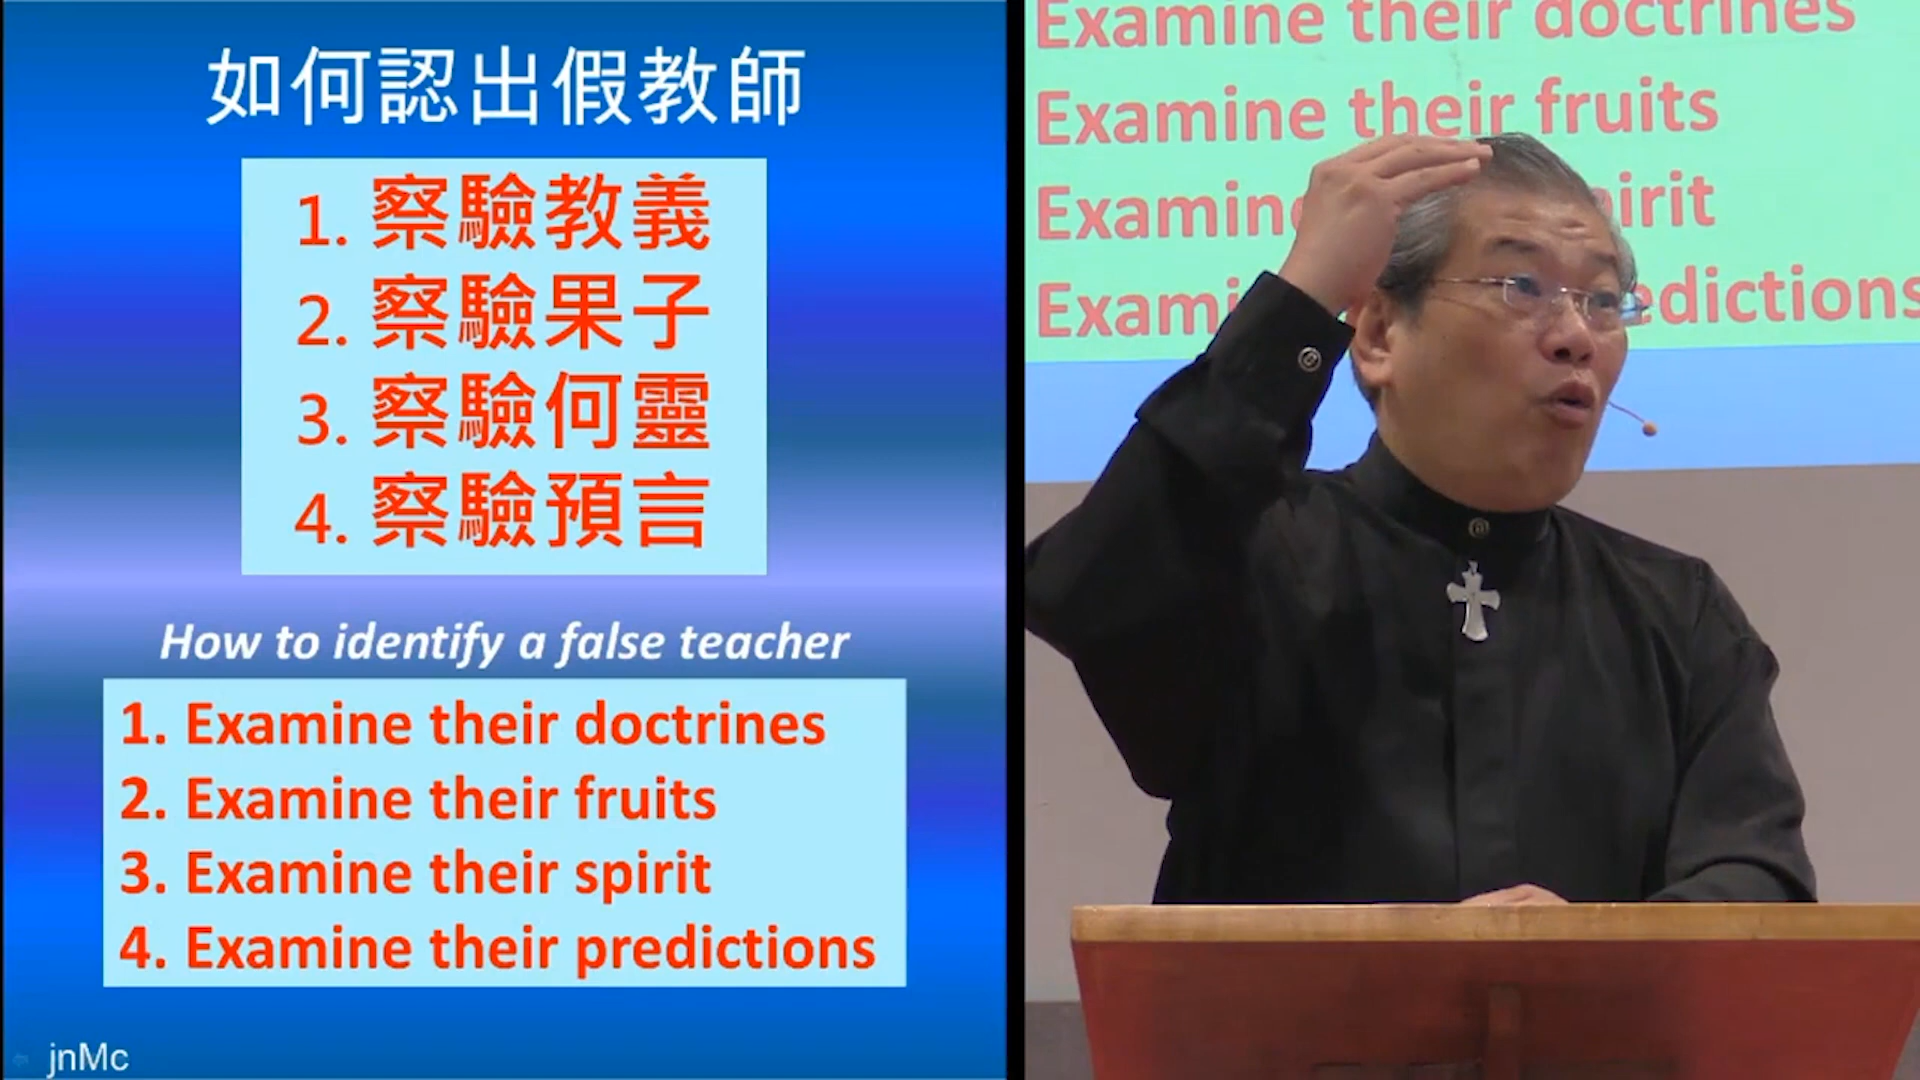 如何認出假教師
1. 察驗教義
2. 察驗果子
3. 察驗何靈
4. 察驗預言
How to identify a false teacher
1. Examine their doctrines
2. Examine their fruits
3. Examine their spirit
4. Examine their predictions
jnMc
Examine their doctrines
Examine their fruits
Examin pirit
Exami edictions